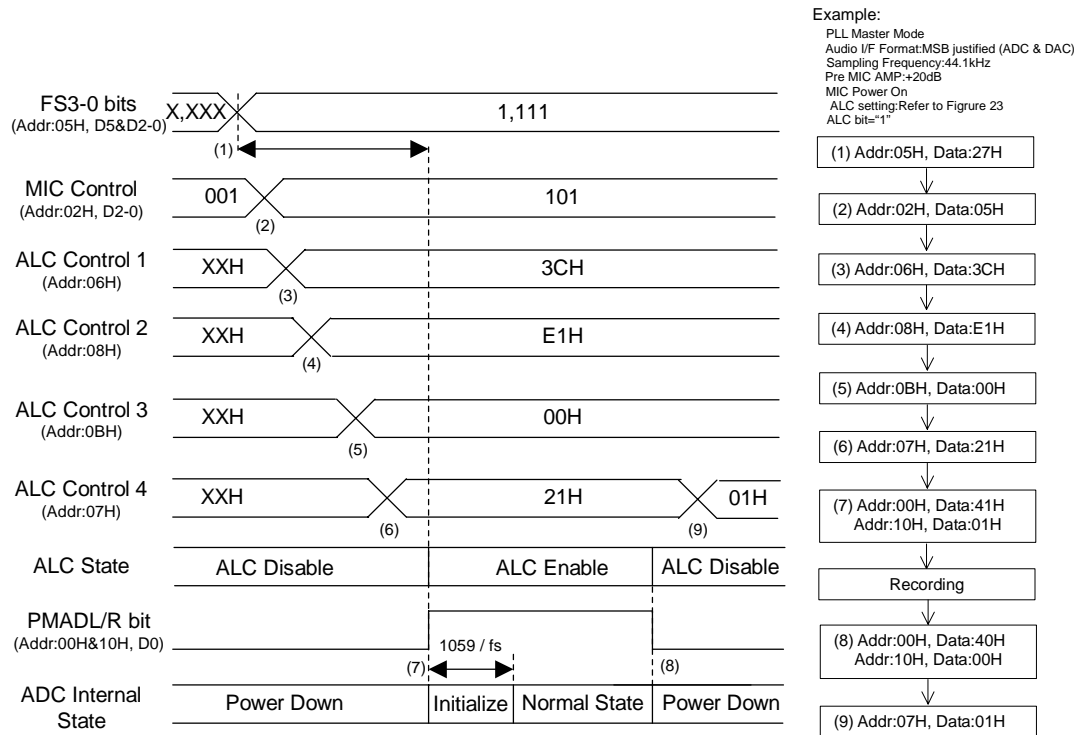 Example:
PLL Master Mode
Audio I/F Format:MSB justified (ADC & DAC)
Sampling Frequency:44.1kHz
Pre MIC AMP:+20dB
MIC Power On
ALC setting:Refer to Figrure 23
ALC bit="1"
FS3-0 bits
(Addr:05H, D5&D2-0)
X,XXX
1,111
(1)
MIC Control
(Addr:02H, D2-0)
001
101
(2)
ALC Control 1
(Addr:06H)
XXH
3CH
(3)
ALC Control 2
(Addr:08H)
XXH
E1H
(4)
ALC Control 3
(Addr:0BH)
XXH
00H
(5)
ALC Control 4
(Addr:07H)
XXH
21H
01H
(6)
(9)
ALC State
ALC Disable
ALC Enable
ALC Disable
PMADL/R bit
(Addr:00H&10H, D0)
1059 / fs
(7)
(8)
ADC Internal
State
Power Down
Initialize
Normal State
Power Down
(1) Addr:05H, Data:27H
(2) Addr:02H, Data:05H
(3) Addr:06H, Data:3CH
(4) Addr:08H, Data:E1H
(5) Addr:0BH, Data:00H
(6) Addr:07H, Data:21H
(7) Addr:00H, Data:41H
Addr:10H, Data:01H
Recording
(8) Addr:00H, Data:40H
Addr:10H, Data:00H
(9) Addr:07H, Data:01H